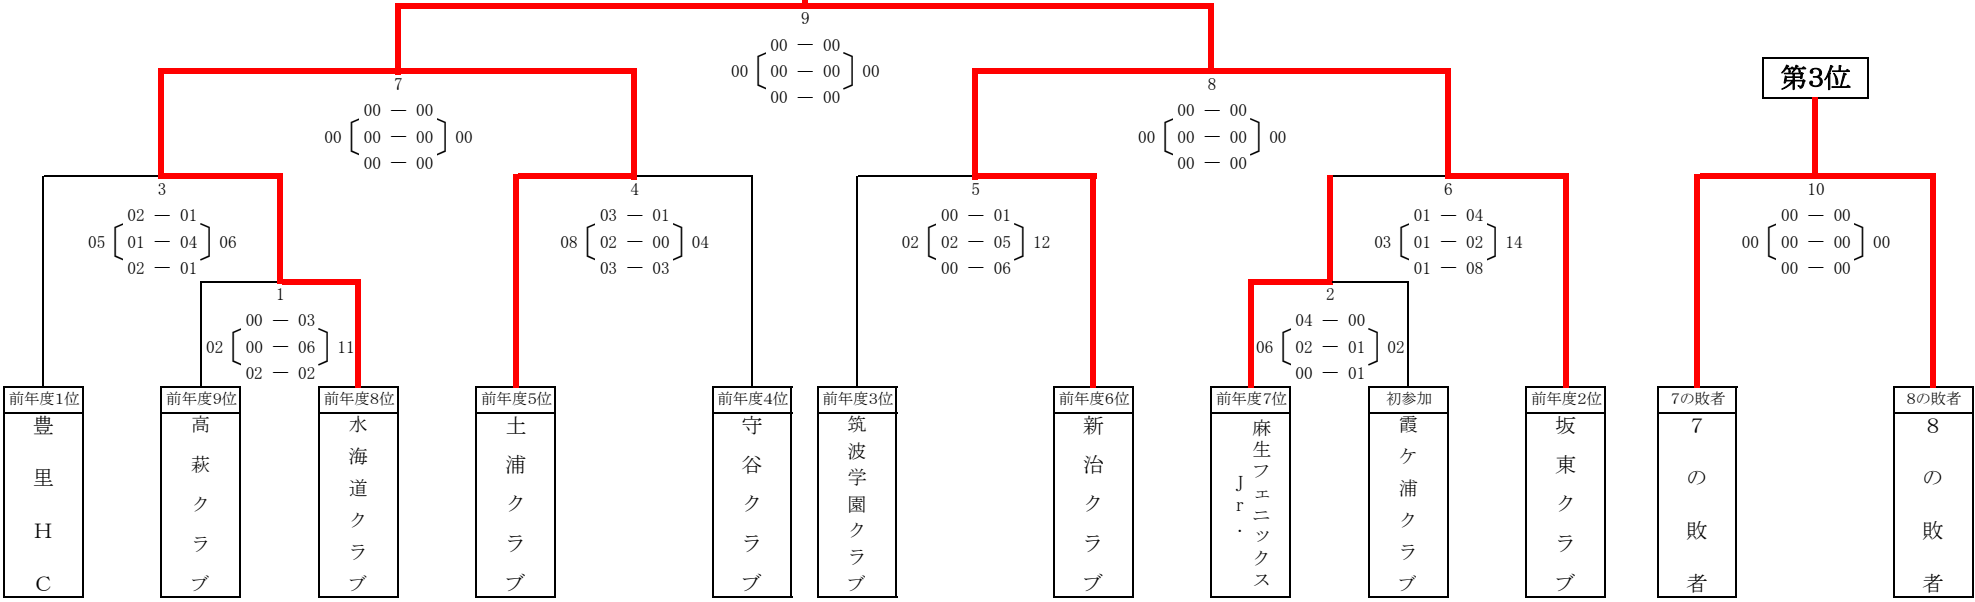 9
00 ― 00
00 〔 00 ― 00 〕 00
00 ― 00
7
00 ― 00
00 〔 00 ― 00 〕 00
00 ― 00
8
00 ― 00
00 〔 00 ― 00 〕 00
00 ― 00
第3位
3
02 ― 01
05 〔 01 ― 04 〕 06
02 ― 01
4
03 ― 01
08 〔 02 ― 00 〕 04
03 ― 03
5
00 ― 01
02 〔 02 ― 05 〕 12
00 ― 06
6
01 ― 04
03 〔 01 ― 02 〕 14
01 ― 08
10
00 ― 00
00 〔 00 ― 00 〕 00
00 ― 00
1
00 ― 03
02 〔 00 ― 06 〕 11
02 ― 02
2
04 ― 00
06 〔 02 ― 01 〕 02
00 ― 01
前年度1位
豊里HC
前年度9位
高萩クラブ
前年度8位
水海道クラブ
前年度5位
土浦クラブ
前年度4位
守谷クラブ
前年度3位
筑波学園クラブ
前年度6位
新治クラブ
前年度7位
麻生フェニックス
Jr.
初参加
霞ケ浦クラブ
前年度2位
坂東クラブ
7の敗者
7の敗者
8の敗者
8の敗者